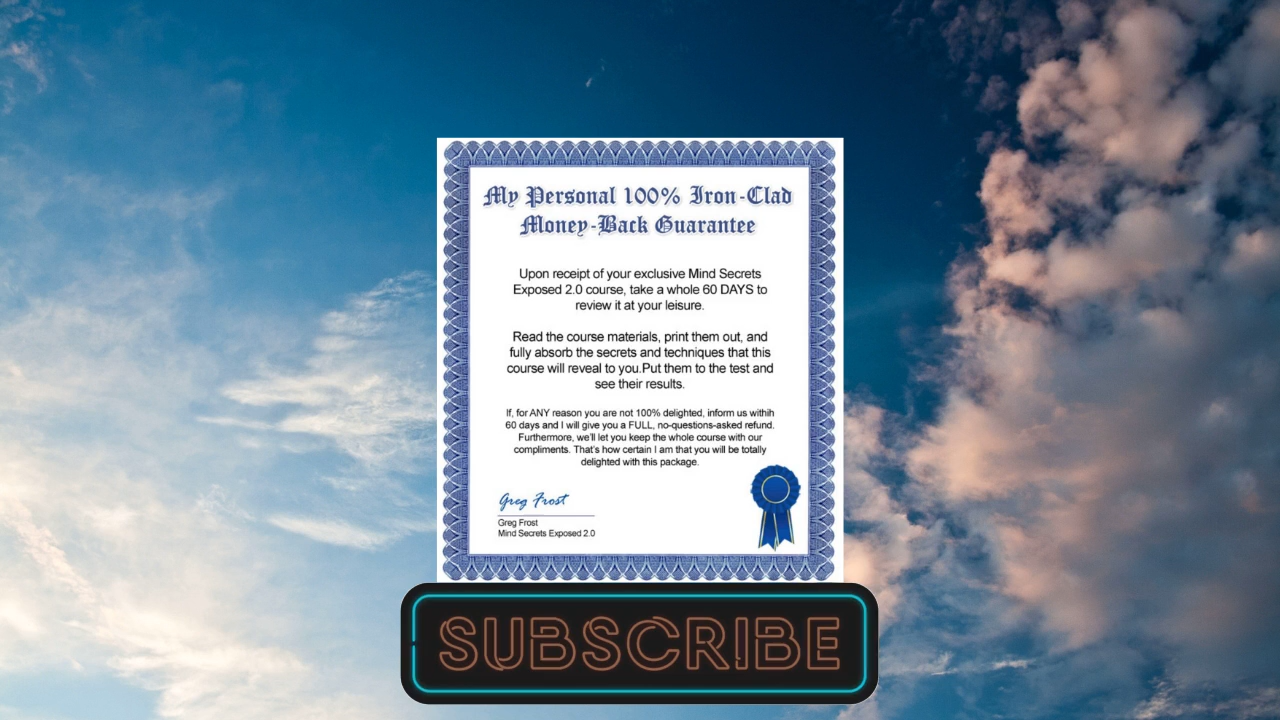 My Personal 100% Iron-Clad
Money-Back Guarantee
Upon receipt of your exclusive Mind Secrets
Exposed 2.0 course, take a whole 60 DAYS to
review it at your leisure.
Read the course materials, print them out, and
fully absorb the secrets and techniques that this
course will reveal to you.Put them to the test and
see their results.
If, for ANY reason you are not 100% delighted, inform us withih
60 days and I will give you a FULL, no-questions-asked refund.
Furthermore, we'll let you keep the whole course with our
compliments. That's how certain I am that you will be totally
delighted with this package.
Greg Frost
Greg Frost
Mind Secrets Exposed 2.0
SUBSCRIBE